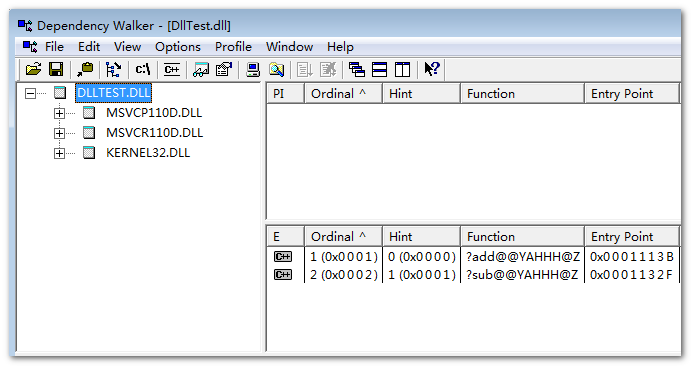 Dependency Walker - [DllTest.dll]
File Edit View Options Profile Window Help
c:\ C++
DLLTEST.DLL
MSVCP110D.DLL
MSVCR110D.DLL
KERNEL32.DLL
PI Ordinal ^ Hint Function Entry Point
E Ordinal ^ Hint Function Entry Point
C++ 1 (0x0001) 0 (0x0000) ?add@@YAHHH@Z 0x0001113B
C++ 2 (0x0002) 1 (0x0001) ?sub@@YAHHH@Z 0x0001132F